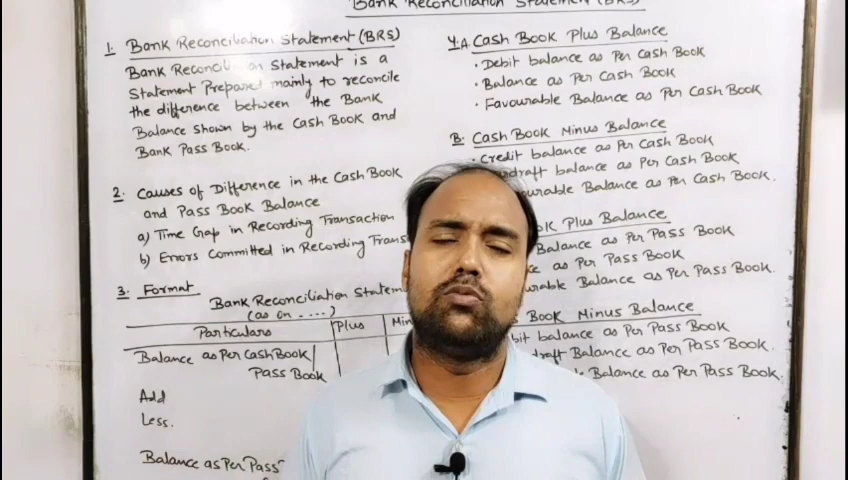 Bank Reconciliation Statement (BRS)
1. Bank Reconciliation Statement (BRS)
Bank Reconciliation Statement is a
Statement Prepared mainly to reconcile
the difference between the Bank
Balance shown by the Cash Book and
Bank Pass Book.
2. Causes of Difference in the Cash Book
and Pass Book Balance
a) Time Gap in Recording Transaction
b) Errors Committed in Recording Trans
3. Format
Bank Reconciliation Statem
(as on ....)
Particulars Plus Min
Balance as Per Cash Book/
Pass Book
Add
Less.
Balance as Per Pass
4.A. Cash Book Plus Balance
• Debit balance as Per Cash Book
• Balance as Per Cash Book
• Favourable Balance as Per Cash Book
B. Cash Book Minus Balance
• Credit balance as Per Cash Book
rdraft balance as Per Cash Book
ourable Balance as Per Cash Book.
ok Plus Balance
Balance as Per Pass Book
ce as Per Pass Book
urable Balance as Per Pass Book.
Book Minus Balance
bit balance as Per Pass Book
draft Balance as Per Pass Book.
Balance as Per Pass Book.